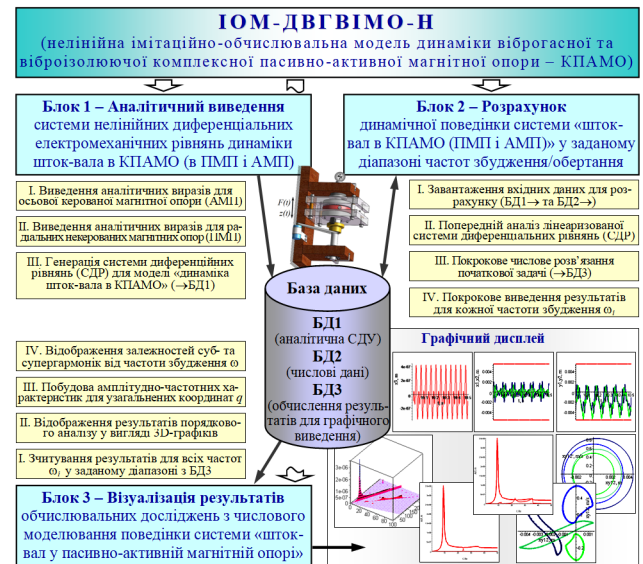 ІОМ-ДВГВІМО-Н
(нелінійна імітаційно-обчислювальна модель динаміки віброгасної та
віброізолюючої комплексної пасивно-активної магнітної опори – КПАМО)
Блок 1 – Аналітичний виведення
системи нелінійних диференціальних
електромеханічних рівнянь динаміки
шток-вала в КПАМО (в ПМП і АМП)
Блок 2 – Розрахунок
динамічної поведінки системи «шток-
вал в КПАМО (ПМП і АМП)» у заданому
діапазоні частот збудження/обертання
I. Виведення аналітичних виразів для
осьової керованої магнітної опори (АМП)
II. Виведення аналітичних виразів для ра-
діальних некерованих магнітних опор (ПМП)
III. Генерація системи диференційних
рівнянь (СДР) для моделі «динаміка
шток-вала в КПАМО» (→БД1)
F(t)
z(t)
I. Завантаження вхідних даних для роз-
рахунку (БД1→ та БД2→)
II. Попередній аналіз лінеаризованої
системи диференціальних рівнянь (СДР)
III. Покрокове числове розв’язання
початкової задачі (→БД3)
IV. Покрокове виведення результатів
для кожної частоти збудження ωᵢ
База даних
БД1
(аналітична СДУ)
БД2
(числові дані)
БД3
(обчислення резуль-
татів для графічного
виведення)
IV. Відображення залежностей суб- та
супергармонік від частоти збудження ω
III. Побудова амплітудно-частотних ха-
рактеристик для узагальнених координат q
II. Відображення результатів порядково-
го аналізу у вигляді 3D-графіків
I. Зчитування результатів для всіх частот
ωᵢ у заданому діапазоні з БД3
Графічний дисплей
Блок 3 – Візуалізація результатів
обчислювальних досліджень з числового
моделювання поведінки системи «шток-
вал у пасивно-активній магнітній опорі»